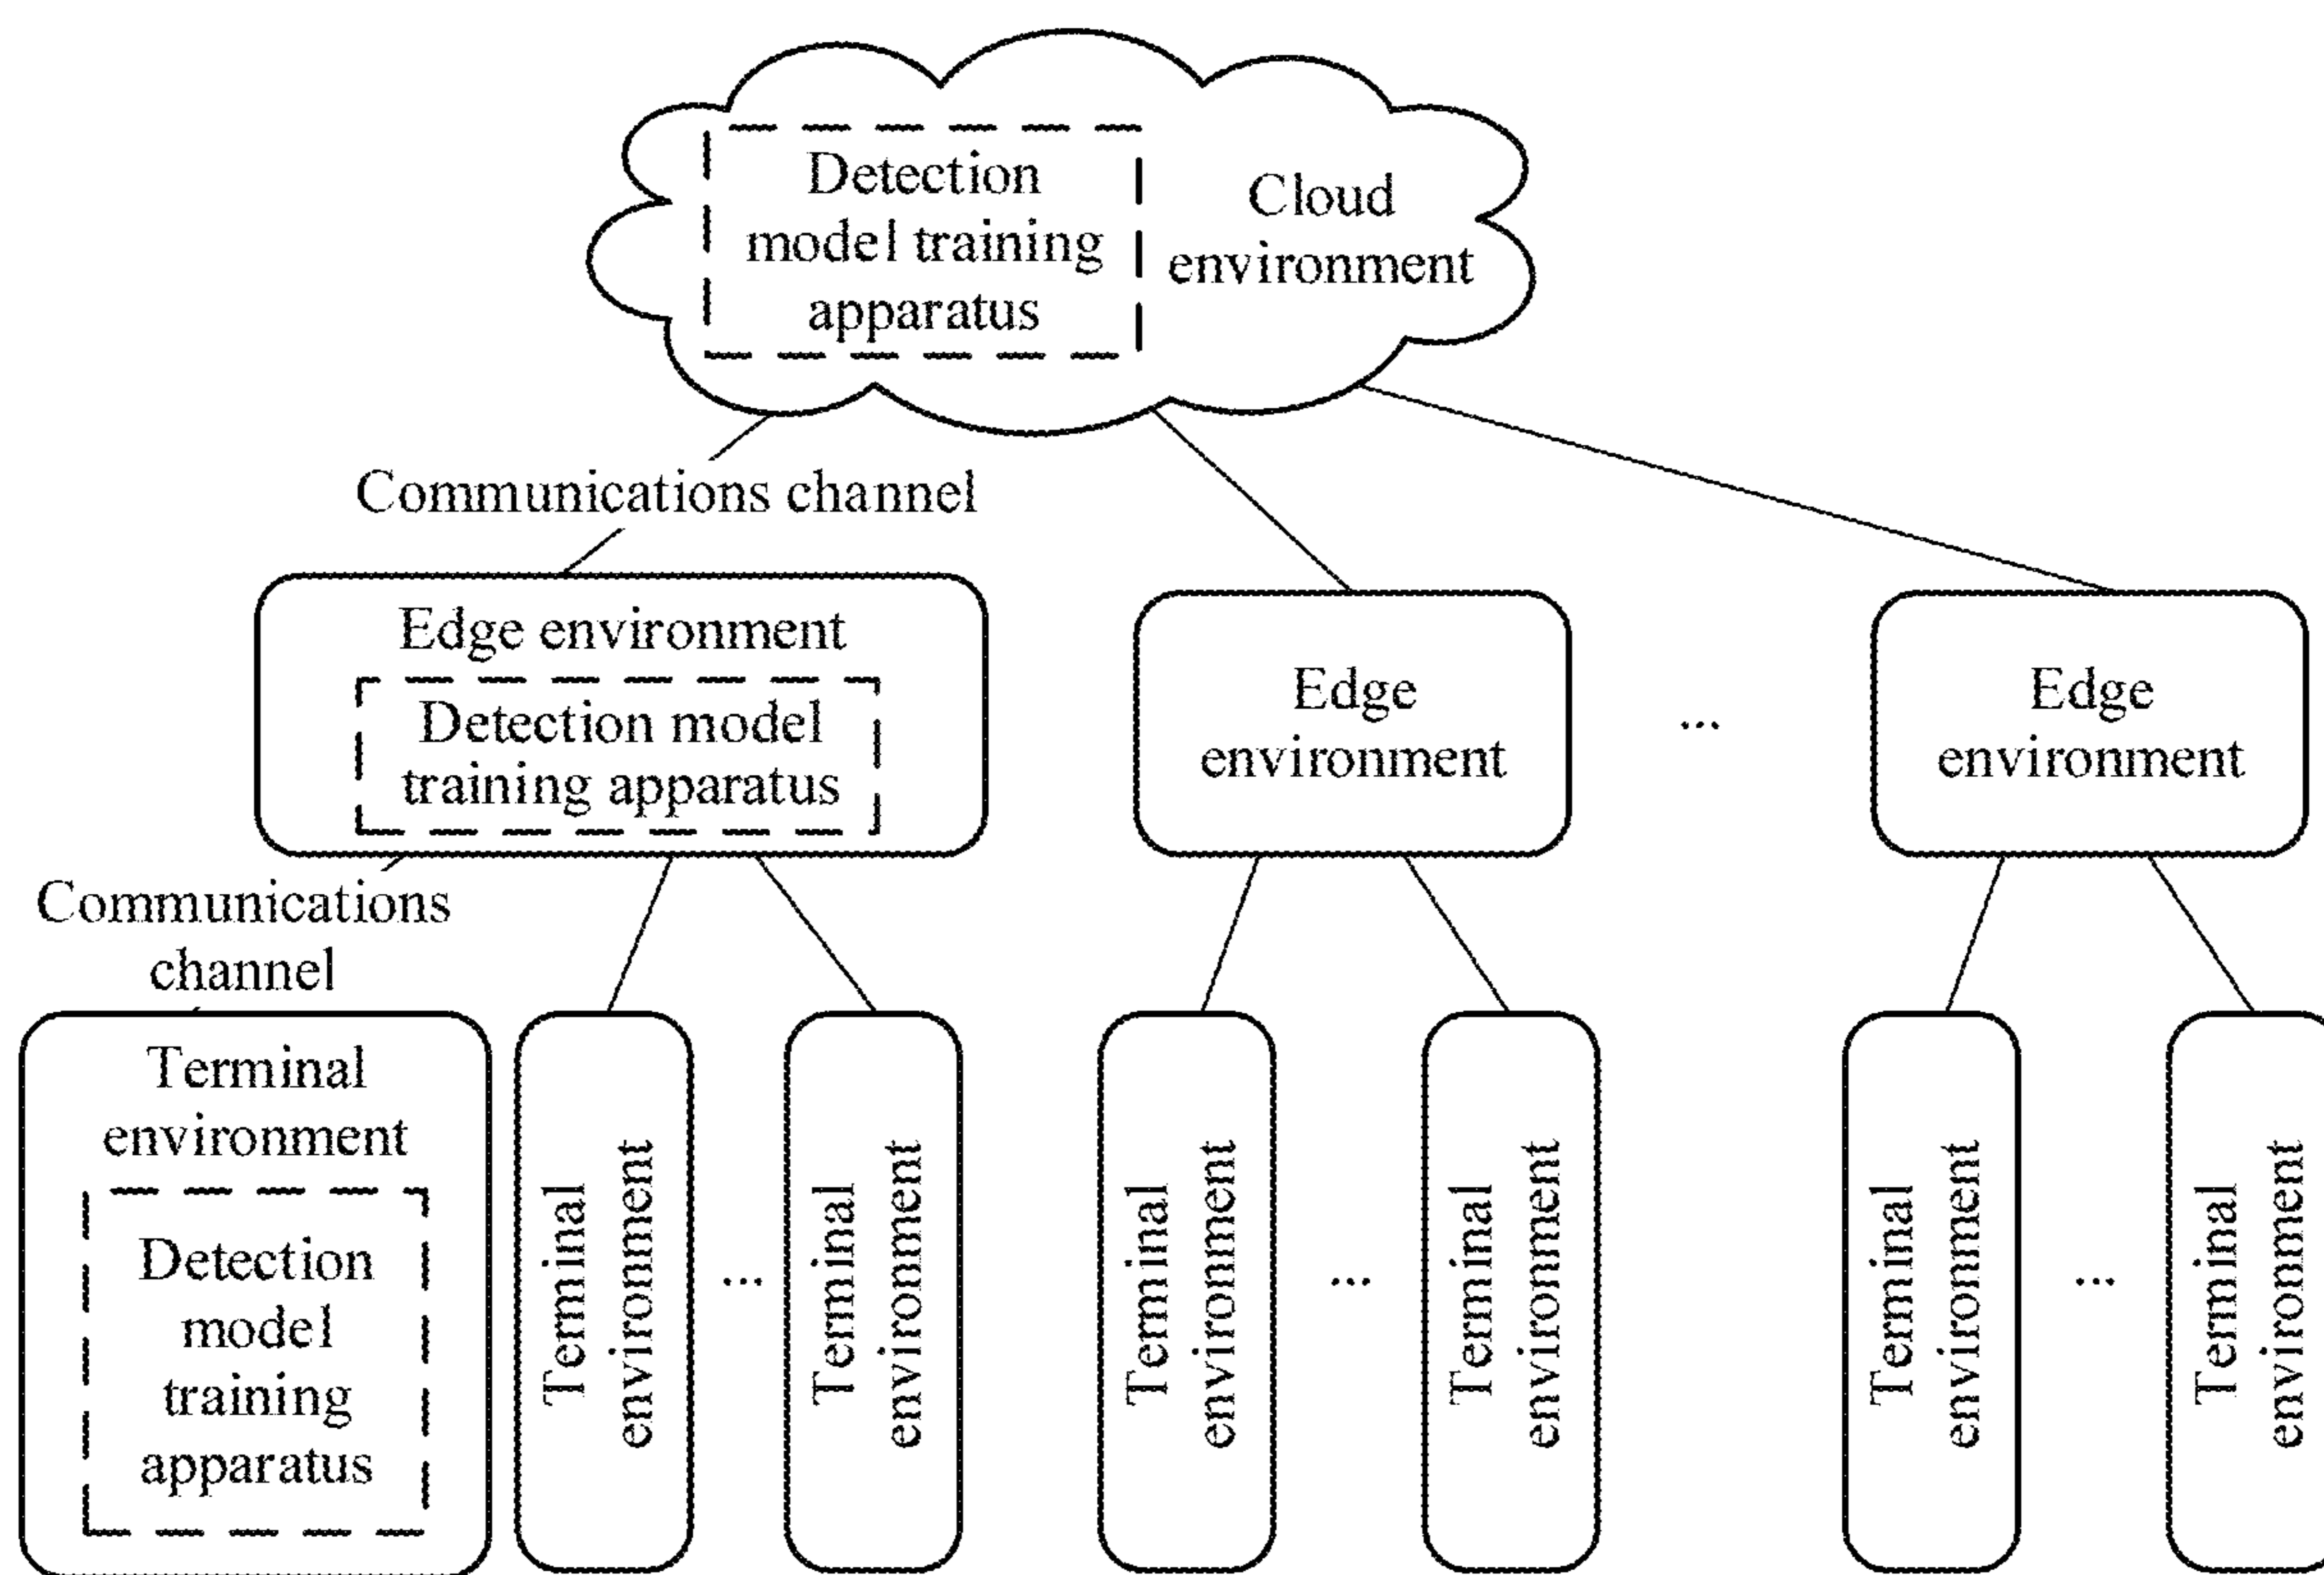 Detection
model training
apparatus
Cloud
environment
Communications channel
Edge environment
Detection model
training apparatus
Edge
environment
...
Edge
environment
Communications
channel
Terminal
environment
Detection
model
training
apparatus
Terminal
environment
...
Terminal
environment
Terminal
environment
...
Terminal
environment
Terminal
environment
...
Terminal
environment